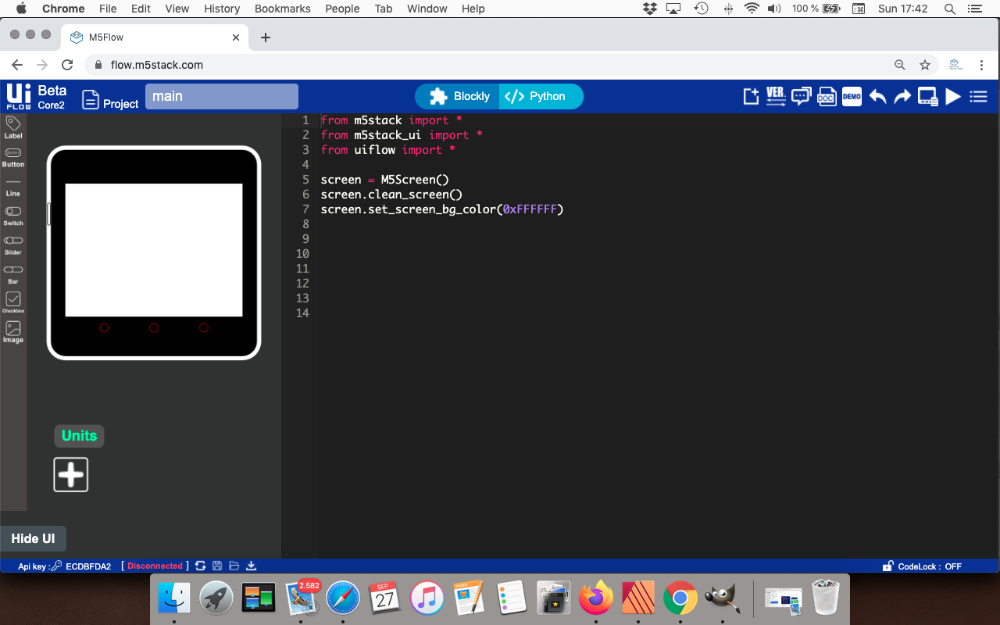 Chrome File Edit View History Bookmarks People Tab Window Help 100 % Sun 17:42
M5Flow
flow.m5stack.com
Ui FLOW Beta Core2 Project main Blockly Python VER. DOC DEMO
Label
Button
Line
Switch
Slider
Bar
Checkbox
Image
1 from m5stack import *
2 from m5stack_ui import *
3 from uiflow import *
4
5 screen = M5Screen()
6 screen.clean_screen()
7 screen.set_screen_bg_color(0xFFFFFF)
8
9
10
11
12
13
14
Units
Hide UI
Api key : ECDBFDA2 [ Disconnected ] CodeLock : OFF
2.582 SEP 27 PAGES